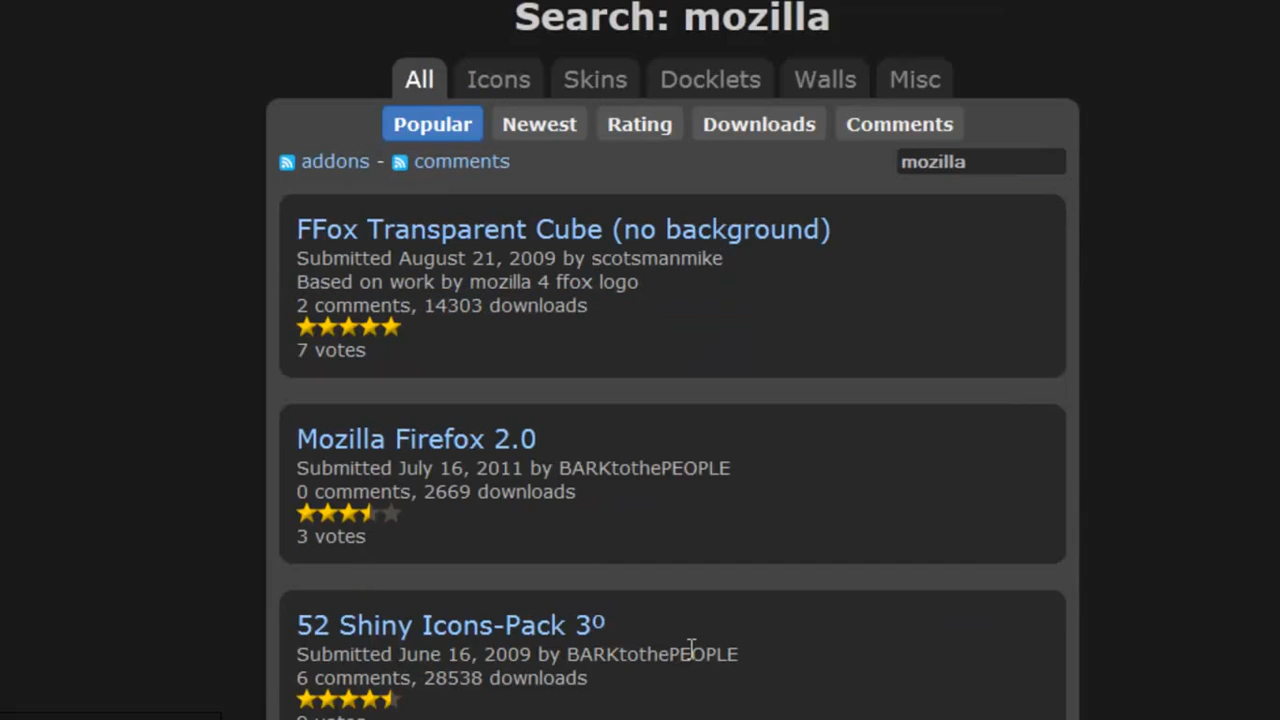 Search: mozilla
All Icons Skins Docklets Walls Misc
Popular Newest Rating Downloads Comments
addons - comments mozilla
FFox Transparent Cube (no background)
Submitted August 21, 2009 by scotsmanmike
Based on work by mozilla 4 ffox logo
2 comments, 14303 downloads
7 votes
Mozilla Firefox 2.0
Submitted July 16, 2011 by BARKtothePEOPLE
0 comments, 2669 downloads
3 votes
52 Shiny Icons-Pack 3º
Submitted June 16, 2009 by BARKtothePEOPLE
6 comments, 28538 downloads